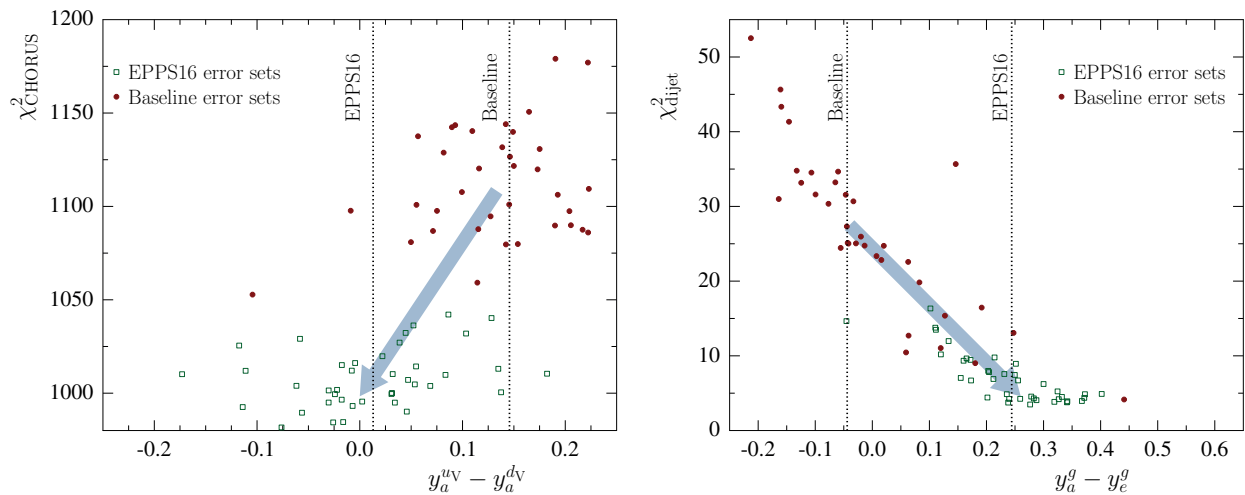 1200
1150
1100
1050
1000
χ²CHORUS
EPPS16 error sets
Baseline error sets
EPPS16
Baseline
-0.2
-0.1
0.0
0.1
0.2
y_a^{u_V} − y_a^{d_V}
50
40
30
20
10
0
χ²dijet
Baseline
EPPS16
EPPS16 error sets
Baseline error sets
-0.2
-0.1
0.0
0.1
0.2
0.3
0.4
0.5
0.6
y_a^g − y_e^g